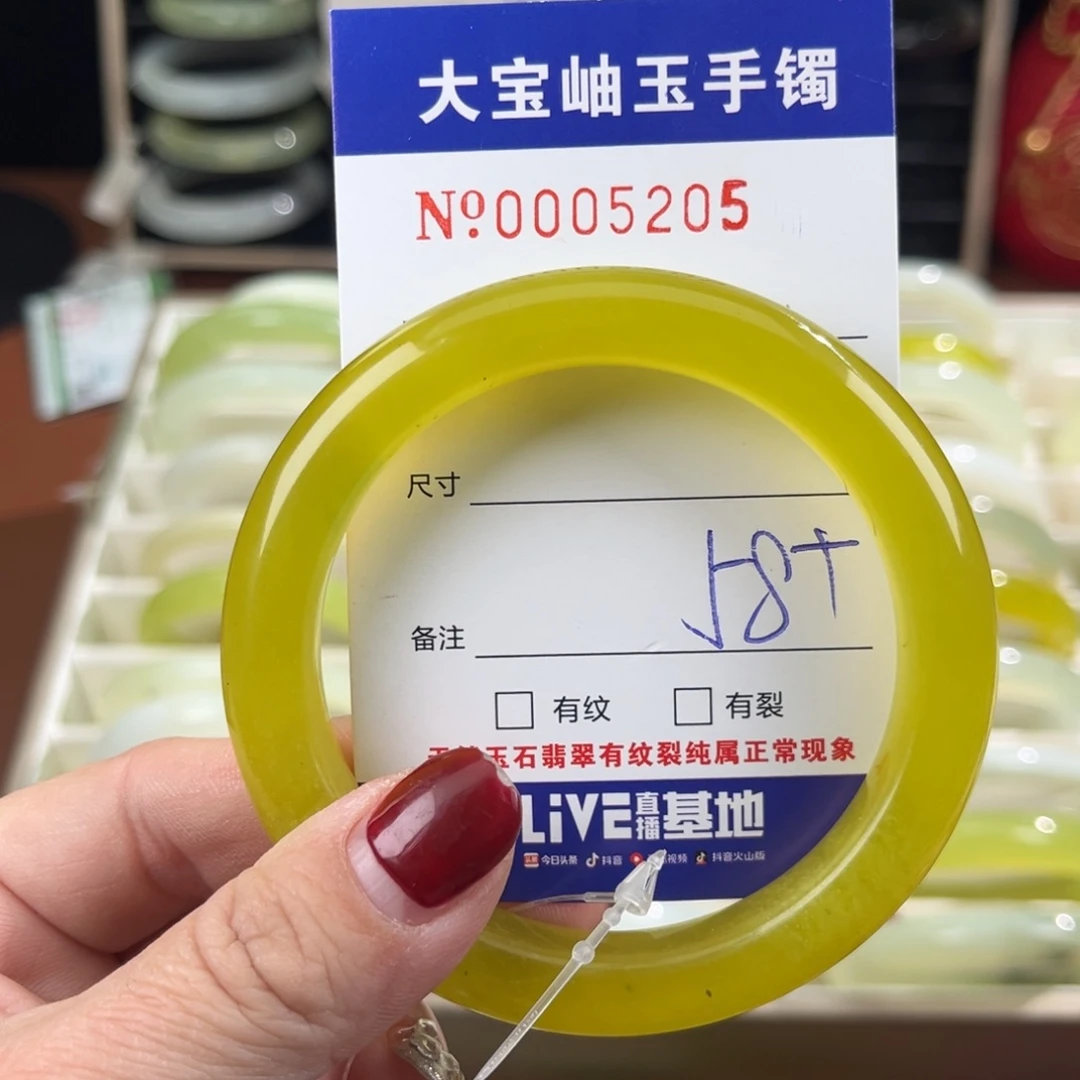 大宝岫玉手镯
Nº0005205
尺寸
58+
备注
□ 有纹 □ 有裂
玉石翡翠有纹裂纯属正常现象
LiVE直播基地
今日头条 抖音 视频 抖音火山版